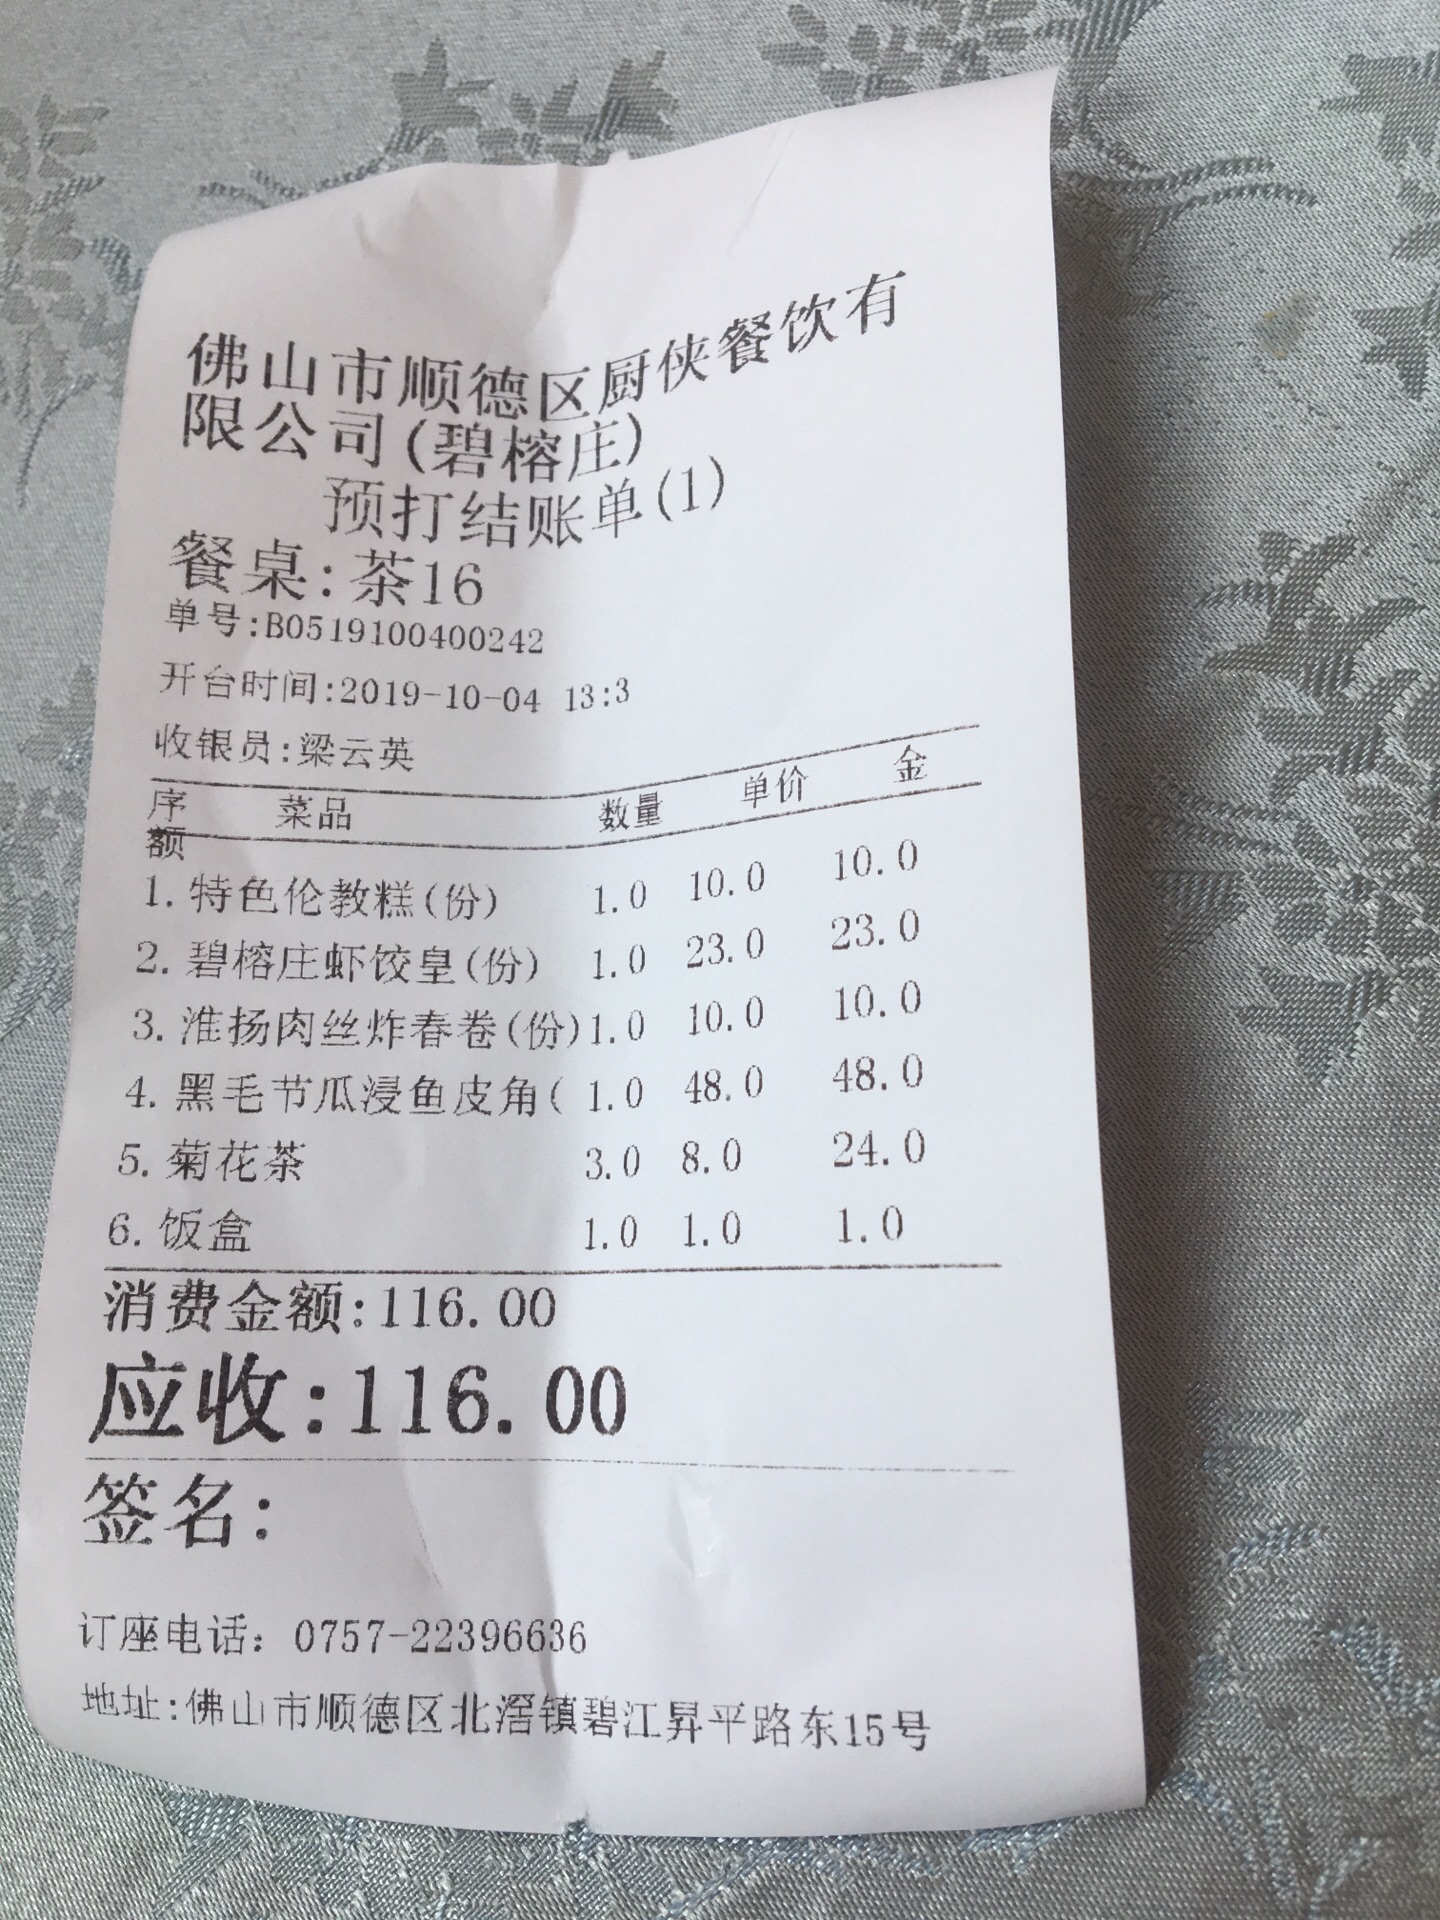 佛山市顺德区厨侠餐饮有
限公司(碧榕庄)
预打结账单(1)
餐桌:茶16
单号:B0519100400242
开台时间:2019-10-04 13:3
收银员:梁云英
序 菜品 数量 单价 金
额
1. 特色伦教糕(份) 1.0 10.0 10.0
2. 碧榕庄虾饺皇(份) 1.0 23.0 23.0
3. 淮扬肉丝炸春卷(份)1.0 10.0 10.0
4. 黑毛节瓜浸鱼皮角( 1.0 48.0 48.0
5. 菊花茶 3.0 8.0 24.0
6. 饭盒 1.0 1.0 1.0
消费金额:116.00
应收:116.00
签名:
订座电话: 0757-22396636
地址:佛山市顺德区北滘镇碧江昇平路东15号